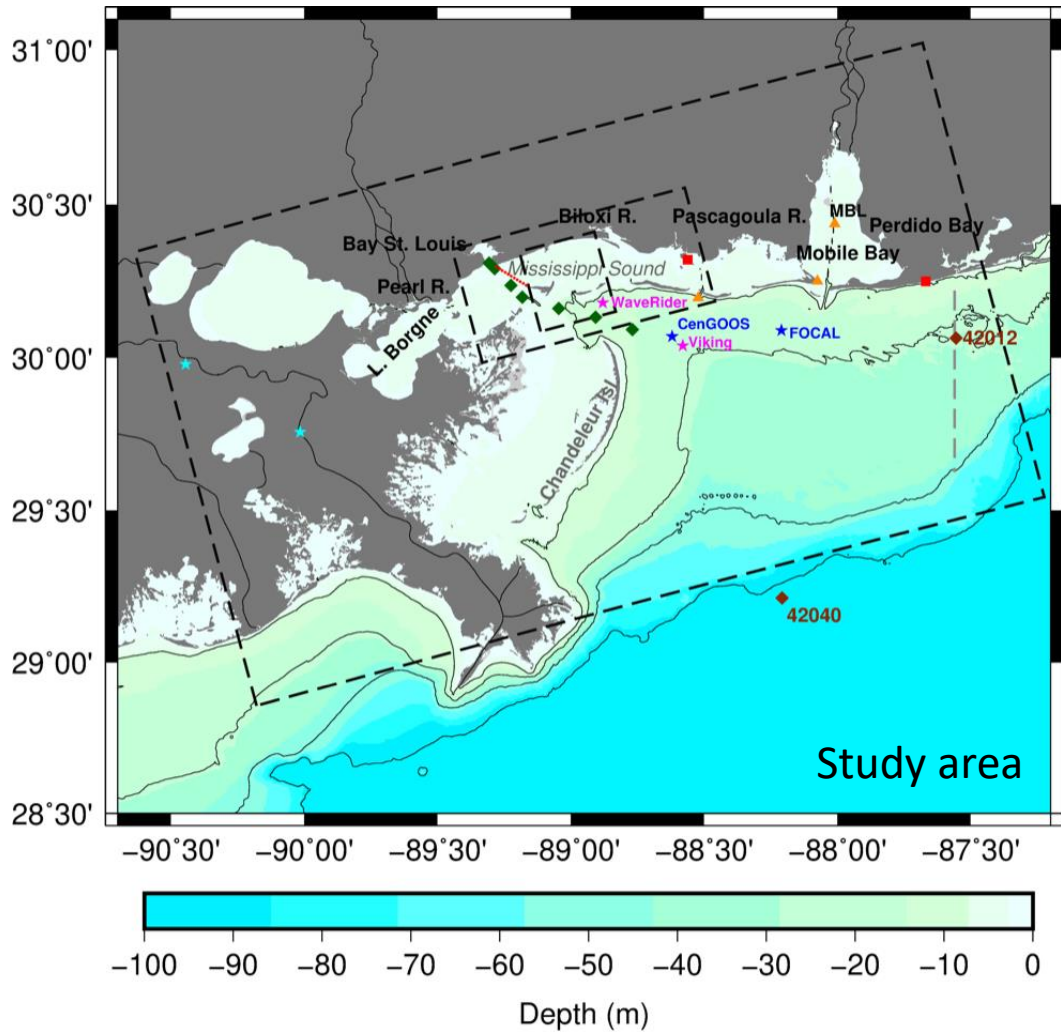 31°00'
30°30'
30°00'
29°30'
29°00'
28°30'
Biloxi R.
Pascagoula R.
MBL
Perdido Bay
Bay St. Louis
Mississippi Sound
Mobile Bay
Pearl R.
WaveRider
L. Borgne
CenGOOS
FOCAL
Viking
42012
Chandeleur Isl
42040
Study area
−90°30' −90°00' −89°30' −89°00' −88°30' −88°00' −87°30'
−100 −90 −80 −70 −60 −50 −40 −30 −20 −10 0
Depth (m)